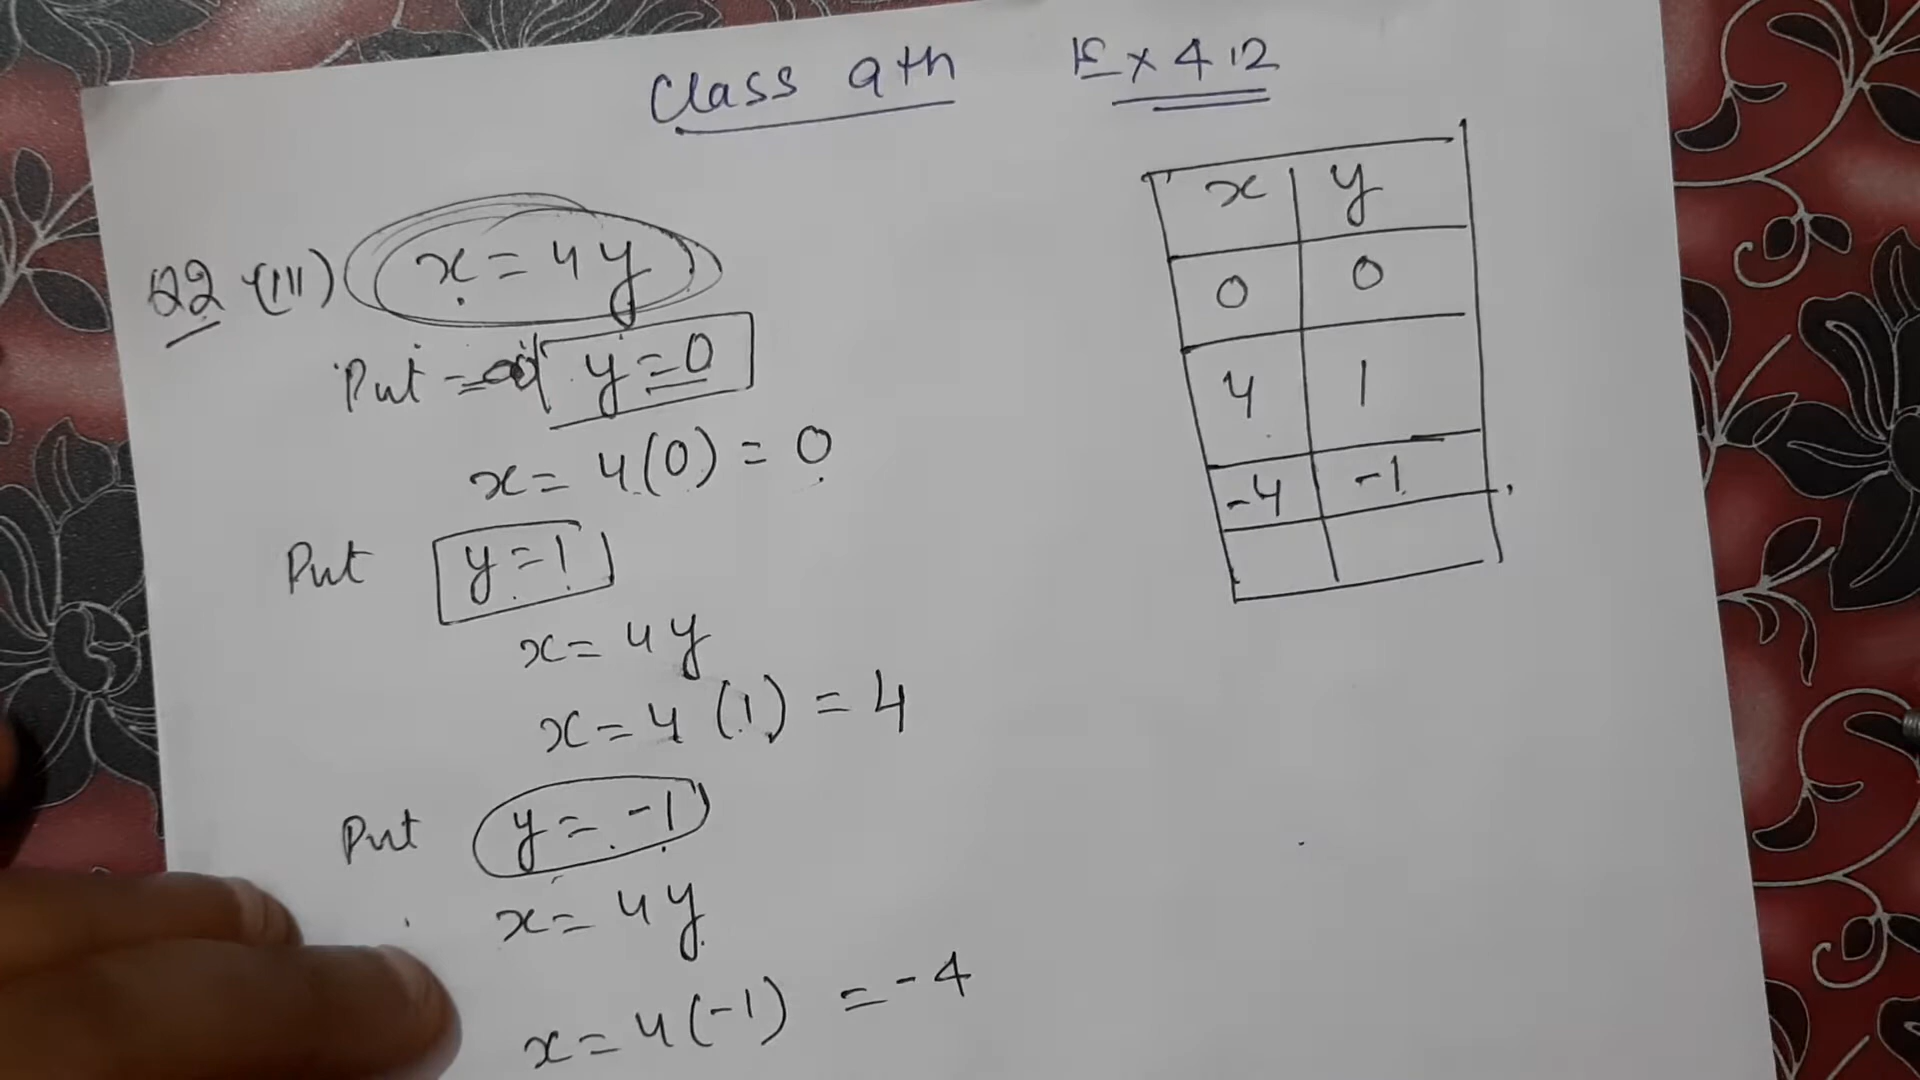 Class 9th Ex 4.2
Q2 (iii) x = 4y
Put y = 0
x = 4(0) = 0
Put y = 1
x = 4y
x = 4 (1) = 4
Put y = -1
x = 4y
x = 4(-1) = -4
x y
0 0
4 1
-4 -1